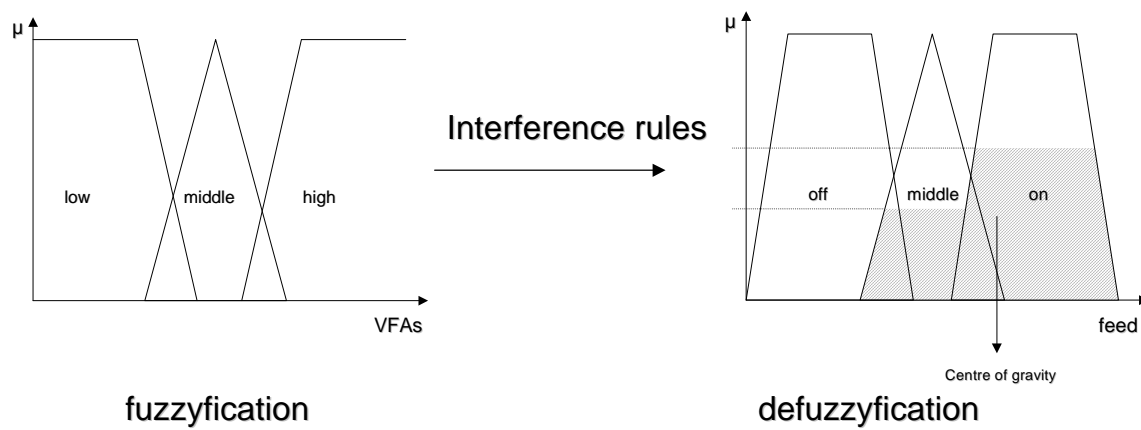 μ
low
middle
high
VFAs
fuzzyfication
Interference rules
μ
off
middle
on
feed
Centre of gravity
defuzzyfication